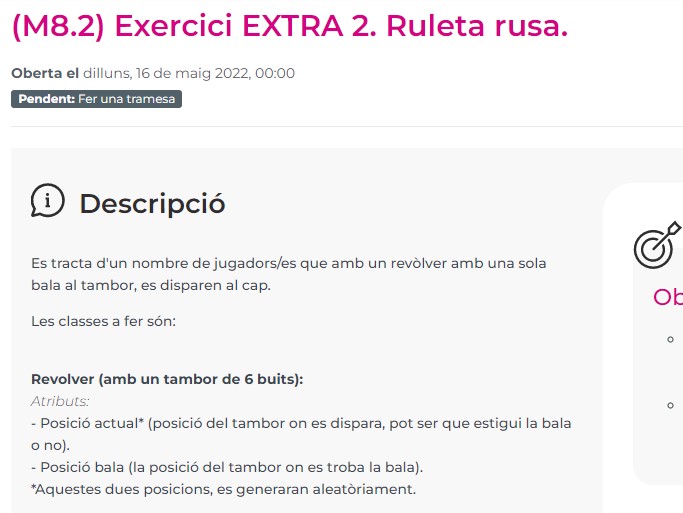 (M8.2) Exercici EXTRA 2. Ruleta rusa.
Oberta el dilluns, 16 de maig 2022, 00:00
Pendent: Fer una tramesa
Descripció
Es tracta d'un nombre de jugadors/es que amb un revòlver amb una sola
bala al tambor, es disparen al cap.
Les classes a fer són:
Revolver (amb un tambor de 6 buits):
Atributs:
- Posició actual* (posició del tambor on es dispara, pot ser que estigui la bala
o no).
- Posició bala (la posició del tambor on es troba la bala).
*Aquestes dues posicions, es generaran aleatòriament.
Ob